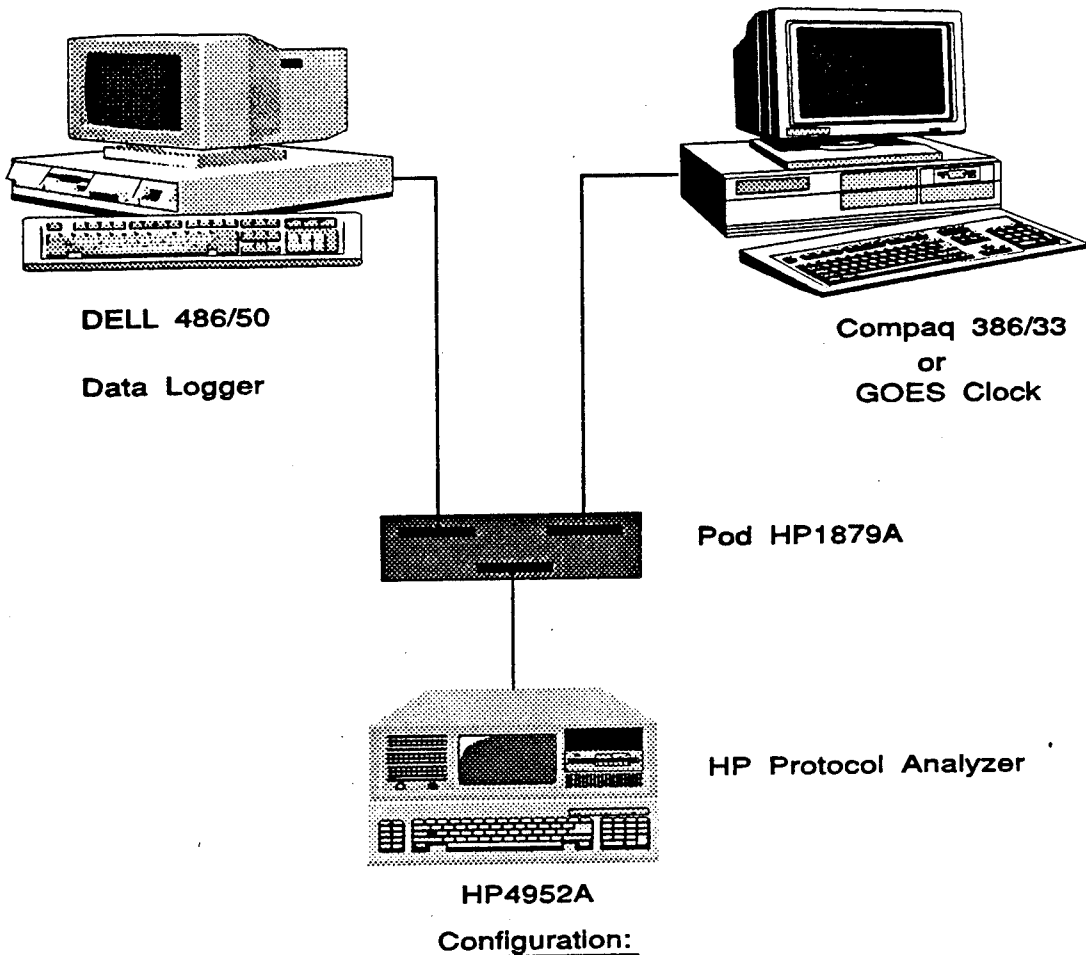 DELL 486/50
Data Logger
Compaq 386/33
or
GOES Clock
Pod HP1879A
HP Protocol Analyzer
HP4952A
Configuration: